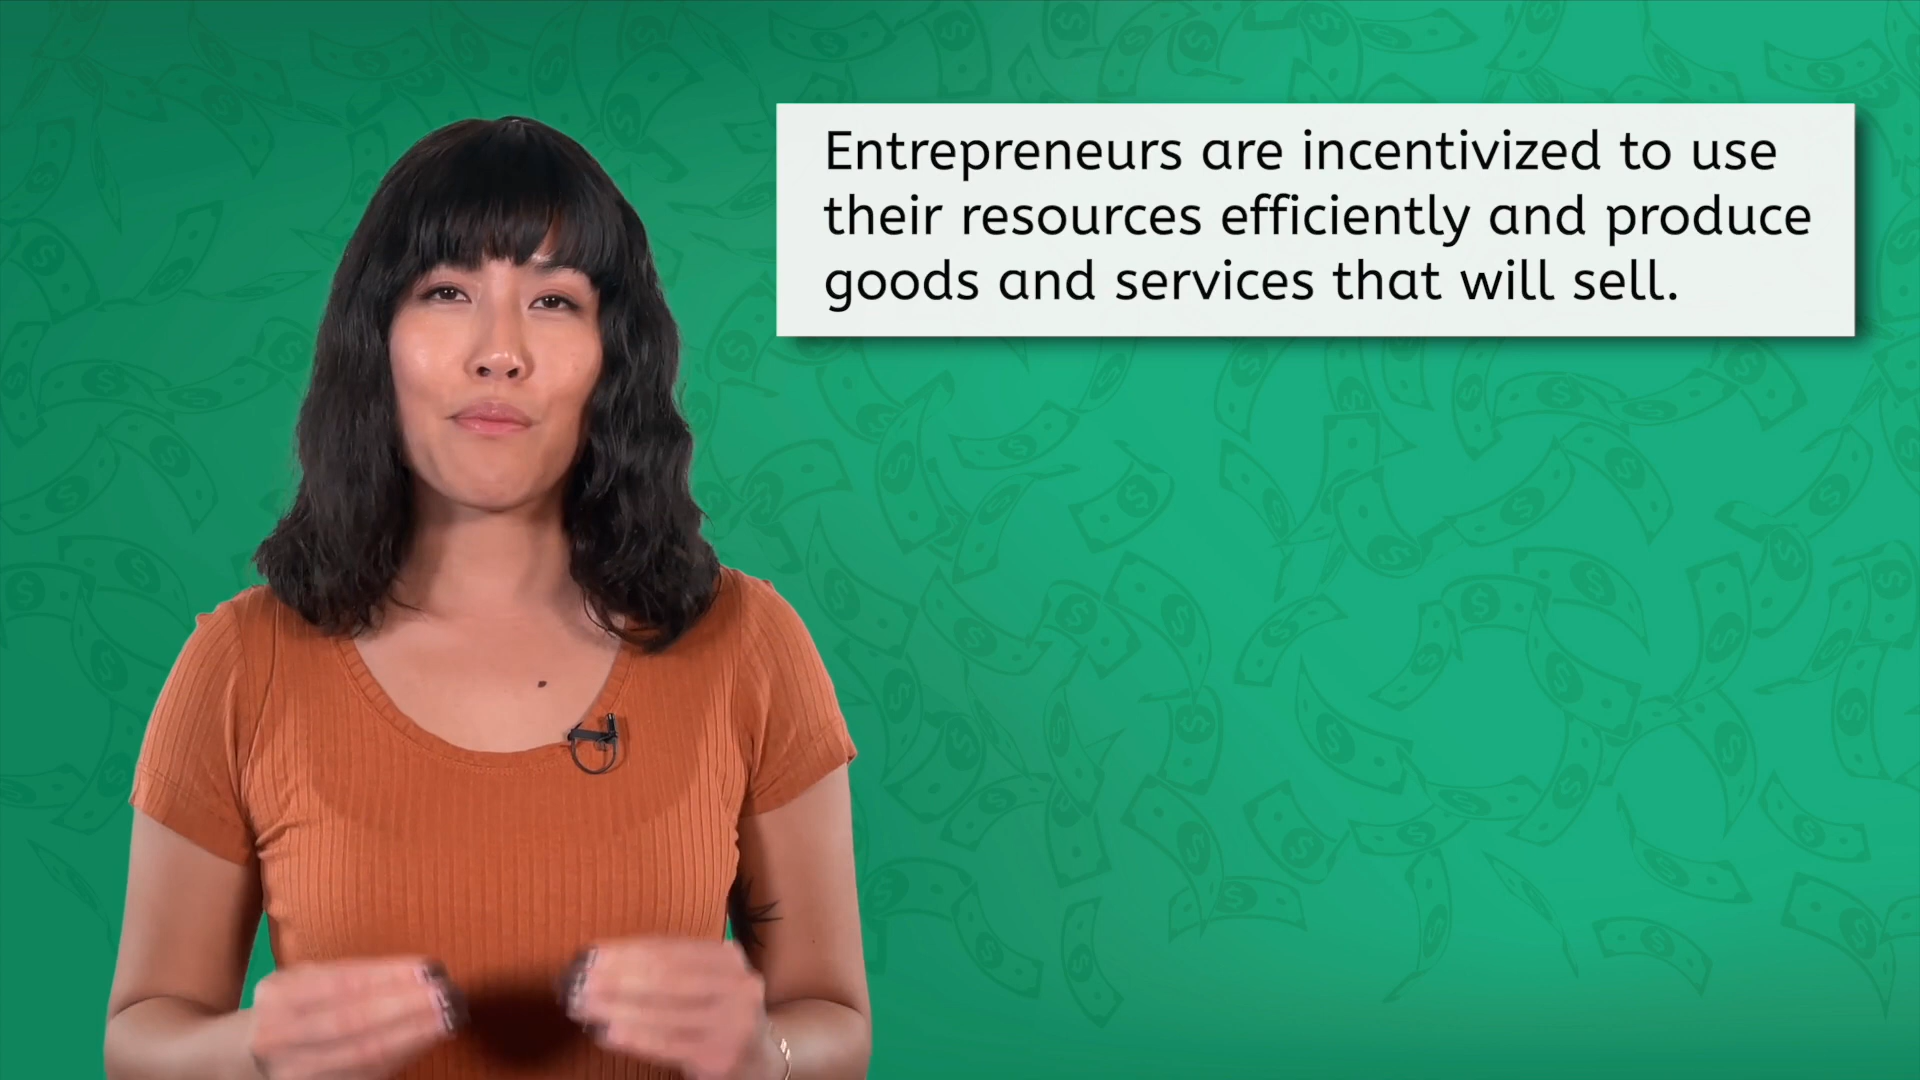 Entrepreneurs are incentivized to use
their resources efficiently and produce
goods and services that will sell.